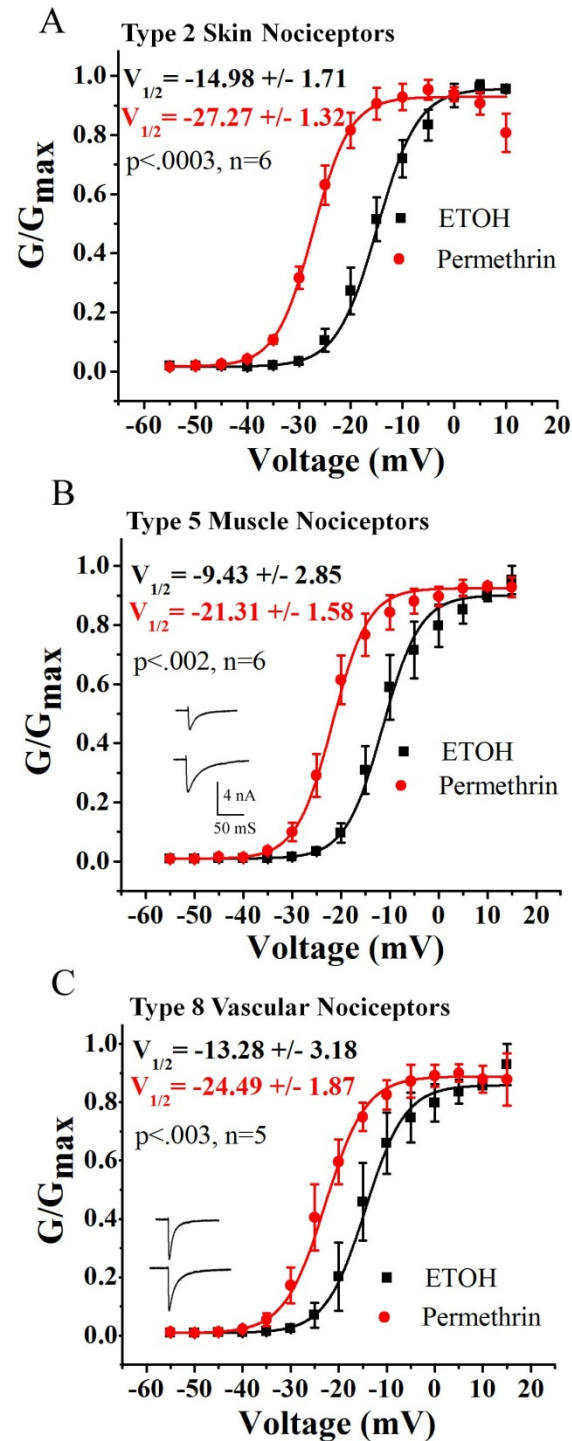 A
Type 2 Skin Nociceptors
V1/2= -14.98 +/- 1.71
V1/2= -27.27 +/- 1.32
p<.0003, n=6
ETOH
Permethrin
G/Gmax
1.0
0.8
0.6
0.4
0.2
0.0
-60 -50 -40 -30 -20 -10 0 10
Voltage (mV)
B
Type 5 Muscle Nociceptors
V1/2= -9.43 +/- 2.85
V1/2= -21.31 +/- 1.58
p<.002, n=6
ETOH
Permethrin
4 nA
50 mS
G/Gmax
1.0
0.8
0.6
0.4
0.2
0.0
-60 -50 -40 -30 -20 -10 0 10 20
Voltage (mV)
C
Type 8 Vascular Nociceptors
V1/2= -13.28 +/- 3.18
V1/2= -24.49 +/- 1.87
p<.003, n=5
ETOH
Permethrin
G/Gmax
1.0
0.8
0.6
0.4
0.2
0.0
-60 -50 -40 -30 -20 -10 0 10 20
Voltage (mV)